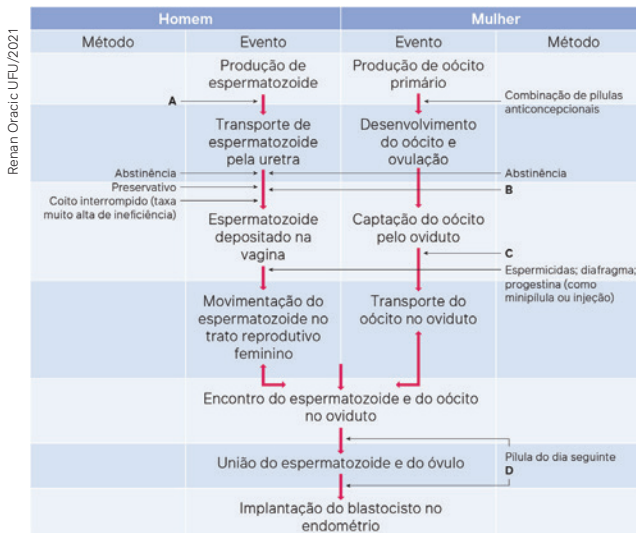 Renan Oracic UFU/2021
Homem
Mulher
Método
Evento
Evento
Método
Produção de
espermatozoide
Produção de oócito
primário
A
Combinação de pílulas
anticoncepcionais
Transporte de
espermatozoide
pela uretra
Desenvolvimento
do oócito e
ovulação
Abstinência
Preservativo
Coito interrompido (taxa
muito alta de ineficiência)
Abstinência
B
Espermatozoide
depositado na
vagina
Captação do oócito
pelo oviduto
C
Espermicidas; diafragma;
progestina (como
minipílula ou injeção)
Movimentação do
espermatozoide no
trato reprodutivo
feminino
Transporte do
oócito no oviduto
Encontro do espermatozoide e do oócito
no oviduto
Pílula do dia seguinte
D
União do espermatozoide e do óvulo
Implantação do blastocisto no
endométrio